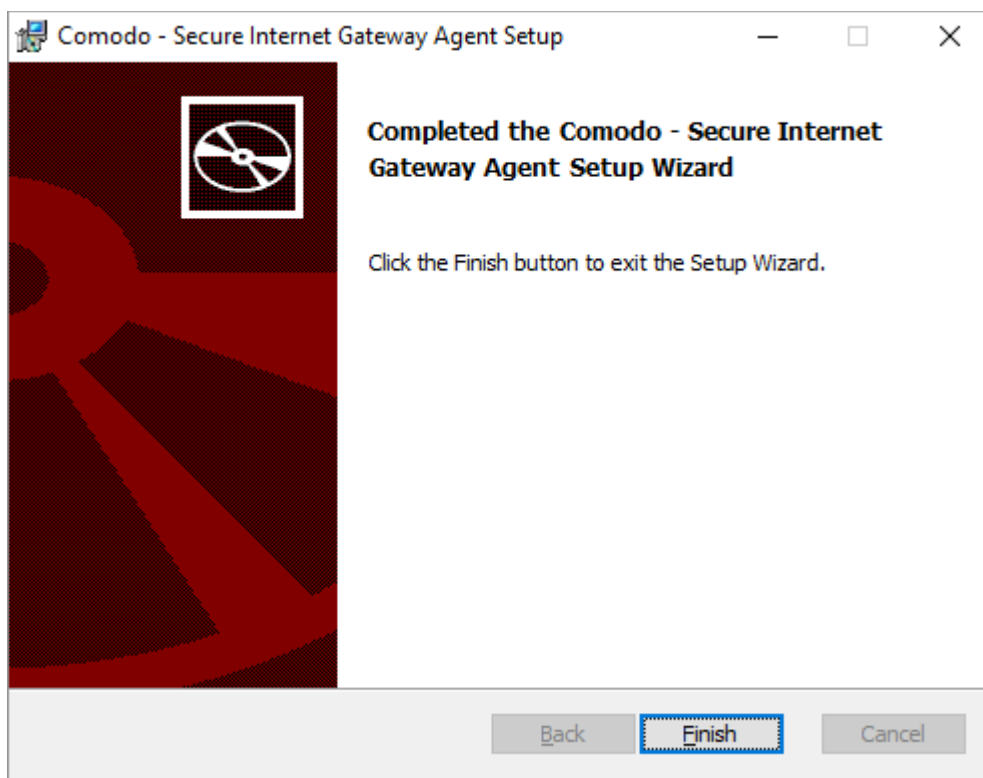 Comodo - Secure Internet Gateway Agent Setup
Completed the Comodo - Secure Internet
Gateway Agent Setup Wizard
Click the Finish button to exit the Setup Wizard.
Back Finish Cancel